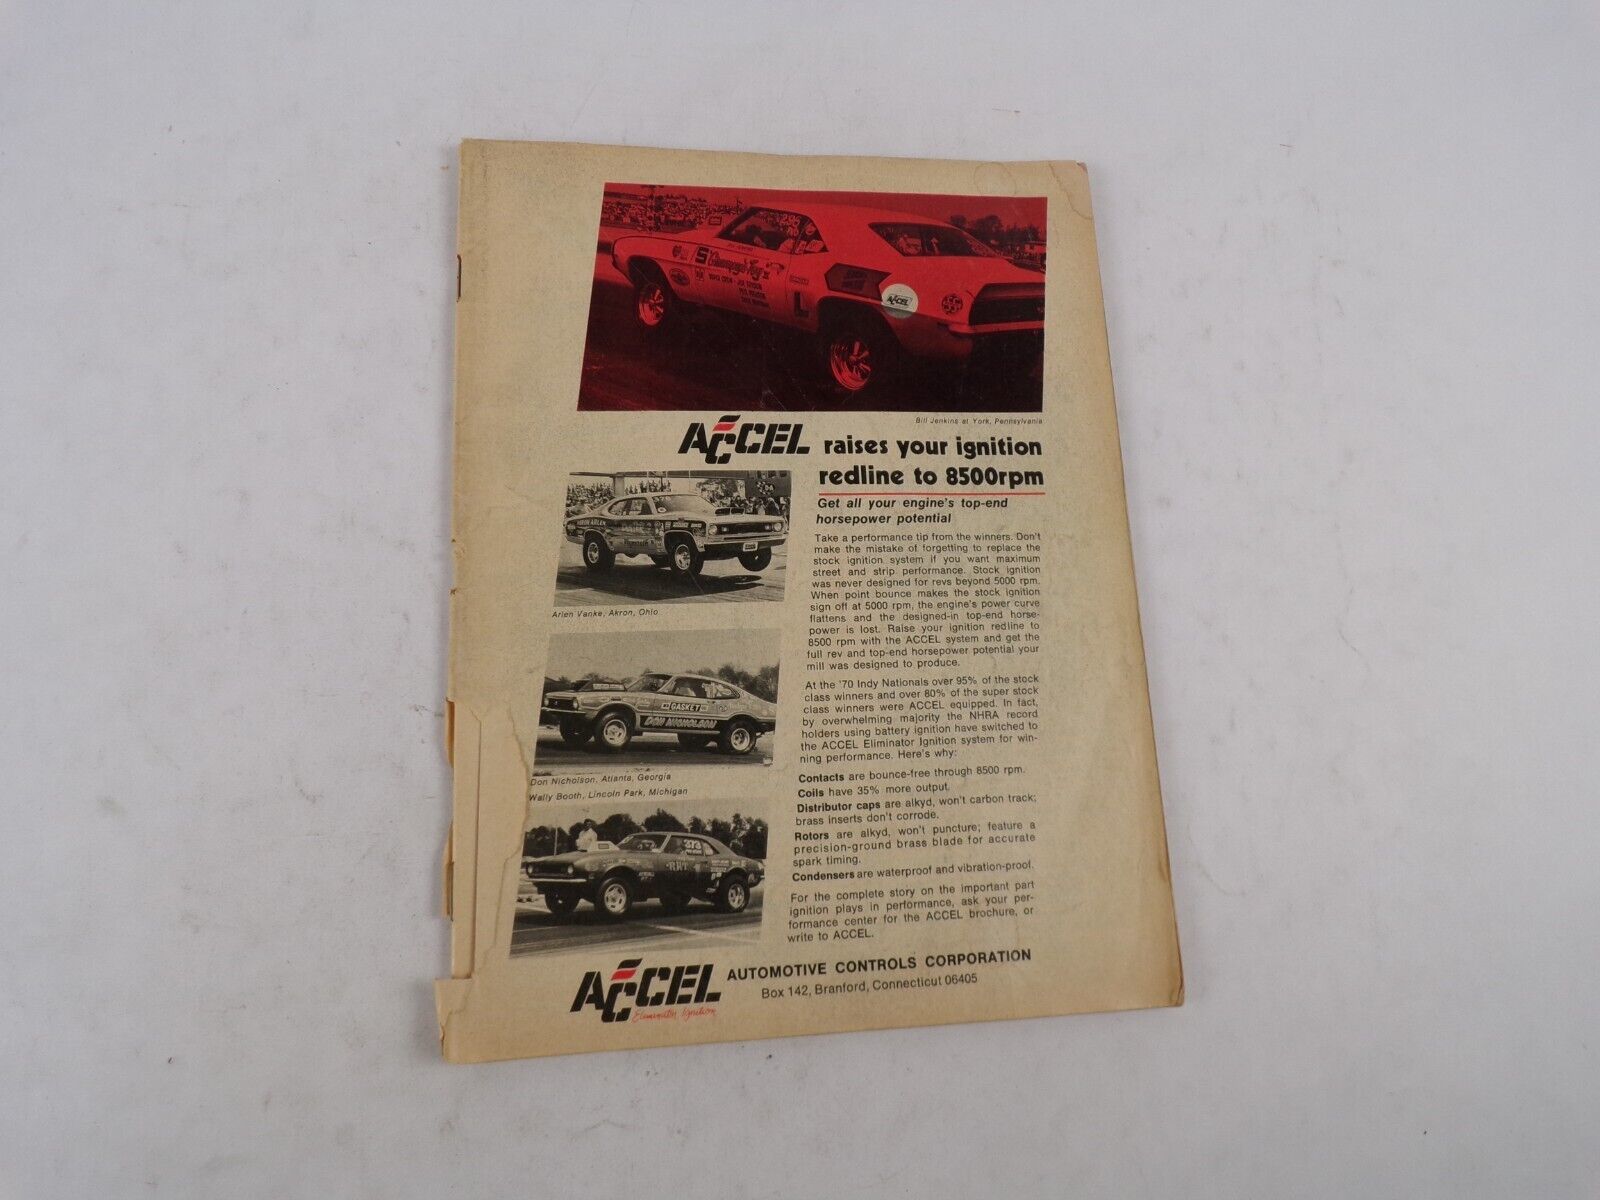 5 Grumpy's Toy
L
ACCEL
Bill Jenkins at York, Pennsylvania
ACCEL raises your ignition
redline to 8500rpm
Get all your engine's top-end
horsepower potential
Take a performance tip from the winners. Don't
make the mistake of forgetting to replace the
stock ignition system if you want maximum
street and strip performance. Stock ignition
was never designed for revs beyond 5000 rpm.
When point bounce makes the stock ignition
sign off at 5000 rpm, the engine's power curve
flattens and the designed-in top-end horse-
power is lost. Raise your ignition redline to
8500 rpm with the ACCEL system and get the
full rev and top-end horsepower potential your
mill was designed to produce.
At the '70 Indy Nationals over 95% of the stock
class winners and over 80% of the super stock
class winners were ACCEL equipped. In fact,
by overwhelming majority the NHRA record
holders using battery ignition have switched to
the ACCEL Eliminator Ignition system for win-
ning performance. Here's why:
Contacts are bounce-free through 8500 rpm.
Coils have 35% more output.
Distributor caps are alkyd, won't carbon track;
brass inserts don't corrode.
Rotors are alkyd, won't puncture; feature a
precision-ground brass blade for accurate
spark timing.
Condensers are waterproof and vibration-proof.
For the complete story on the important part
ignition plays in performance, ask your per-
formance center for the ACCEL brochure, or
write to ACCEL.
Arlen Vanke, Akron, Ohio
GASKET
DON NICHOLSON
Don Nicholson, Atlanta, Georgia
Wally Booth, Lincoln Park, Michigan
373
ACCEL
Eliminator Ignition
AUTOMOTIVE CONTROLS CORPORATION
Box 142, Branford, Connecticut 06405